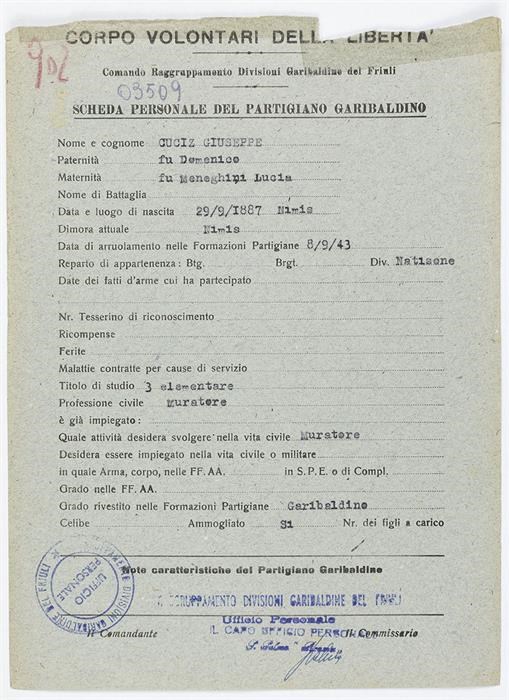 CORPO VOLONTARI DELLA LIBERTA'
Comando Raggruppamento Divisioni Garibaldine del Friuli
902
03509
SCHEDA PERSONALE DEL PARTIGIANO GARIBALDINO
Nome e cognome CUCIZ GIUSEPPE
Paternità fu Domenico
Maternità fu Meneghini Lucia
Nome di Battaglia
Data e luogo di nascita 29/9/1887 Nimis
Dimora attuale Nimis
Data di arruolamento nelle Formazioni Partigiane 8/9/43
Reparto di appartenenza: Btg. Brgt. Div. Natisone
Date dei fatti d'arme cui ha partecipato
Nr. Tesserino di riconoscimento
Ricompense
Ferite
Malattie contratte per cause di servizio
Titolo di studio 3 elementare
Professione civile Muratore
è già impiegato:
Quale attività desidera svolgere nella vita civile Muratore
Desidera essere impiegato nella vita civile o militare
in quale Arma, corpo, nelle FF. AA. in S. P. E. o di Compl.
Grado nelle FF. AA.
Grado rivestito nelle Formazioni Partigiane Garibaldino
Celibe Ammogliato Si Nr. dei figli a carico
Note caratteristiche del Partigiano Garibaldino
RAGGRUPPAMENTO DIVISIONI GARIBALDINE DEL FRIULI
UFFICIO PERSONALE
RAGGRUPPAMENTO DIVISIONI GARIBALDINE DEL FRIULI
Ufficio Personale
Il Comandante IL CAPO UFFICIO PERSONALE Il Commissario